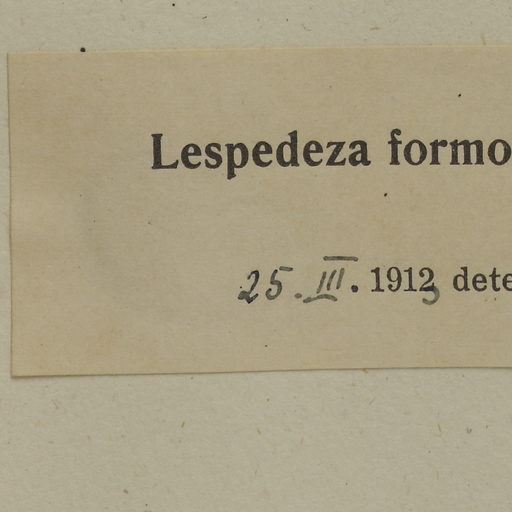 Lespedeza formo
25. III. 1912 dete